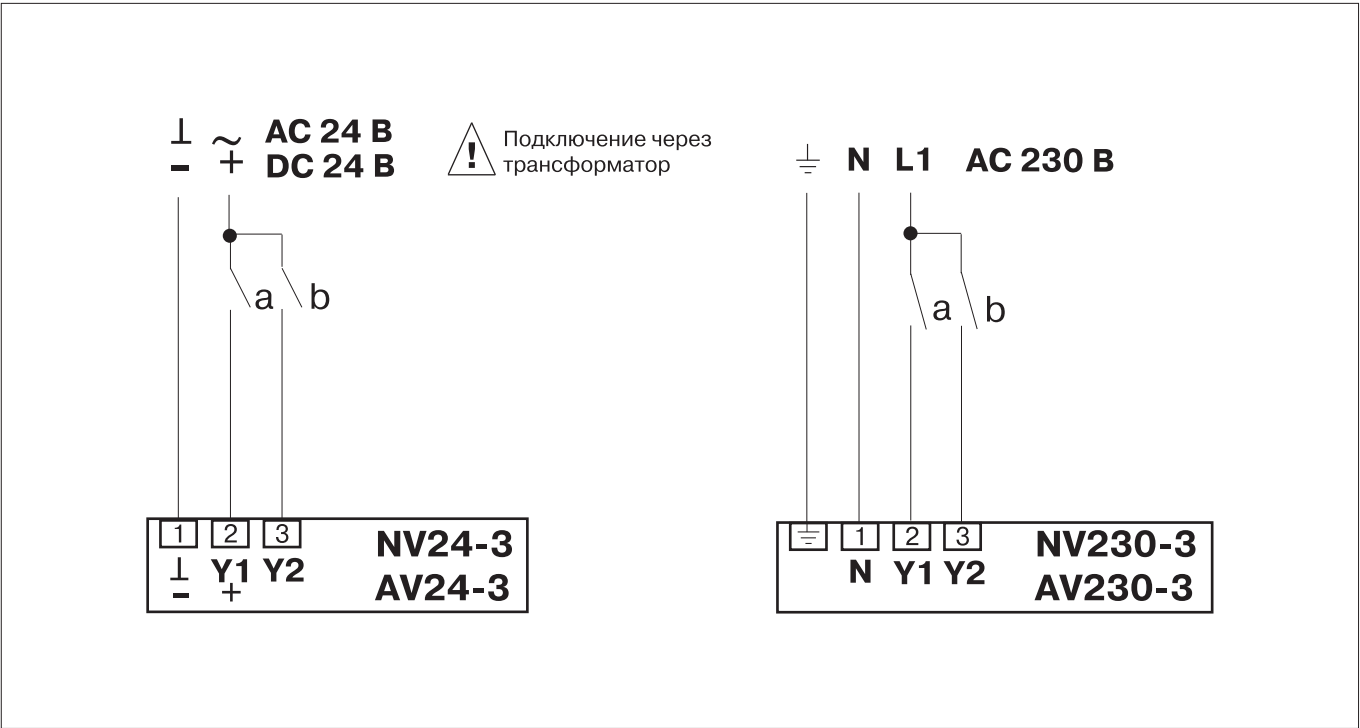 ⊥ ~ AC 24 В
- + DC 24 В
! Подключение через
трансформатор
a b
1 2 3
⊥ Y1 Y2
- +
NV24-3
AV24-3
⏚ N L1 AC 230 В
a b
⏚ 1 2 3
N Y1 Y2
NV230-3
AV230-3